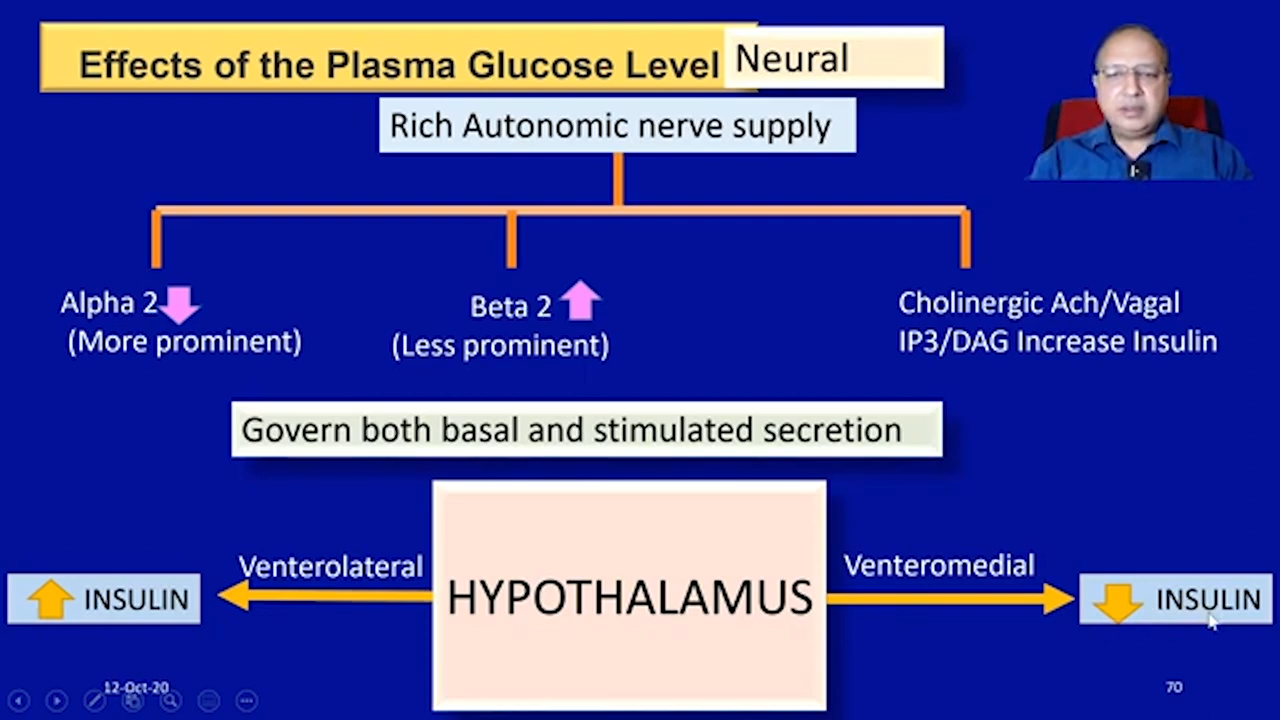 Effects of the Plasma Glucose Level
Neural
Rich Autonomic nerve supply
Alpha 2
(More prominent)
Beta 2
(Less prominent)
Cholinergic Ach/Vagal
IP3/DAG Increase Insulin
Govern both basal and stimulated secretion
HYPOTHALAMUS
Venterolateral
INSULIN
Venteromedial
INSULIN
12-Oct-20
70